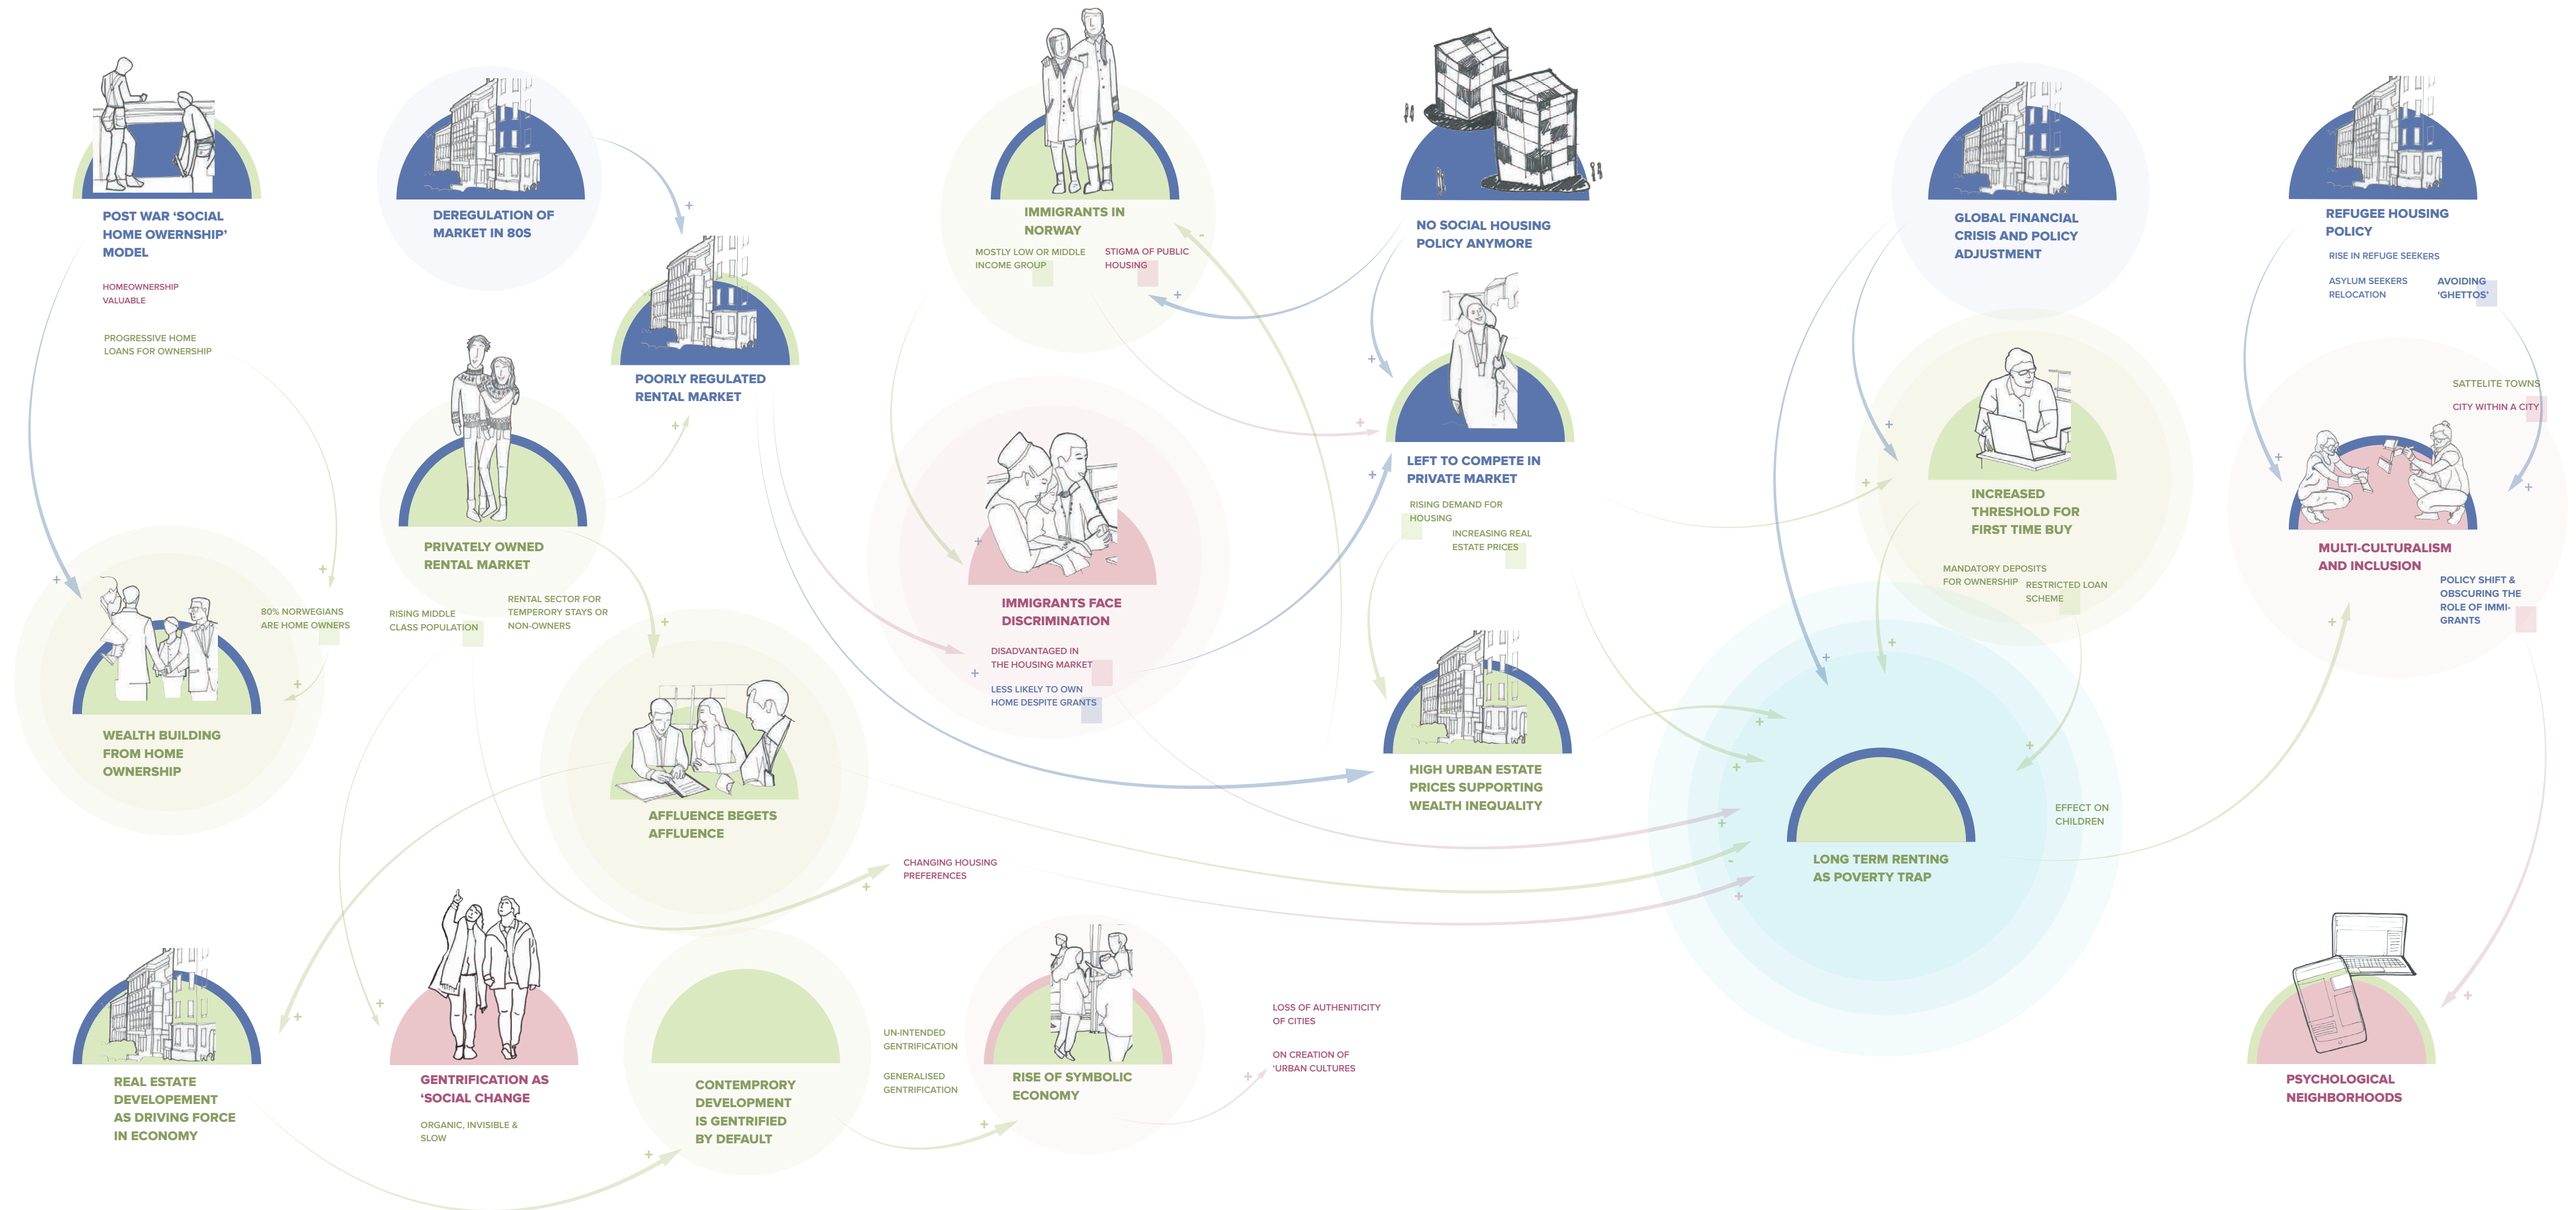 POST WAR ‘SOCIAL
HOME OWERNSHIP’
MODEL
HOMEOWNERSHIP
VALUABLE
PROGRESSIVE HOME
LOANS FOR OWNERSHIP
DEREGULATION OF
MARKET IN 80S
POORLY REGULATED
RENTAL MARKET
PRIVATELY OWNED
RENTAL MARKET
RISING MIDDLE
CLASS POPULATION
RENTAL SECTOR FOR
TEMPERORY STAYS OR
NON-OWNERS
80% NORWEGIANS
ARE HOME OWNERS
WEALTH BUILDING
FROM HOME
OWNERSHIP
AFFLUENCE BEGETS
AFFLUENCE
REAL ESTATE
DEVELOPEMENT
AS DRIVING FORCE
IN ECONOMY
GENTRIFICATION AS
‘SOCIAL CHANGE
ORGANIC, INVISIBLE &
SLOW
CONTEMPRORY
DEVELOPMENT
IS GENTRIFIED
BY DEFAULT
UN-INTENDED
GENTRIFICATION
GENERALISED
GENTRIFICATION
CHANGING HOUSING
PREFERENCES
RISE OF SYMBOLIC
ECONOMY
LOSS OF AUTHENITICITY
OF CITIES
ON CREATION OF
‘URBAN CULTURES
IMMIGRANTS IN
NORWAY
MOSTLY LOW OR MIDDLE
INCOME GROUP
STIGMA OF PUBLIC
HOUSING
IMMIGRANTS FACE
DISCRIMINATION
DISADVANTAGED IN
THE HOUSING MARKET
LESS LIKELY TO OWN
HOME DESPITE GRANTS
NO SOCIAL HOUSING
POLICY ANYMORE
LEFT TO COMPETE IN
PRIVATE MARKET
RISING DEMAND FOR
HOUSING
INCREASING REAL
ESTATE PRICES
HIGH URBAN ESTATE
PRICES SUPPORTING
WEALTH INEQUALITY
GLOBAL FINANCIAL
CRISIS AND POLICY
ADJUSTMENT
INCREASED
THRESHOLD FOR
FIRST TIME BUY
MANDATORY DEPOSITS
FOR OWNERSHIP
RESTRICTED LOAN
SCHEME
LONG TERM RENTING
AS POVERTY TRAP
EFFECT ON
CHILDREN
REFUGEE HOUSING
POLICY
RISE IN REFUGE SEEKERS
ASYLUM SEEKERS
RELOCATION
AVOIDING
‘GHETTOS’
SATTELITE TOWNS
CITY WITHIN A CITY
MULTI-CULTURALISM
AND INCLUSION
POLICY SHIFT &
OBSCURING THE
ROLE OF IMMI-
GRANTS
PSYCHOLOGICAL
NEIGHBORHOODS